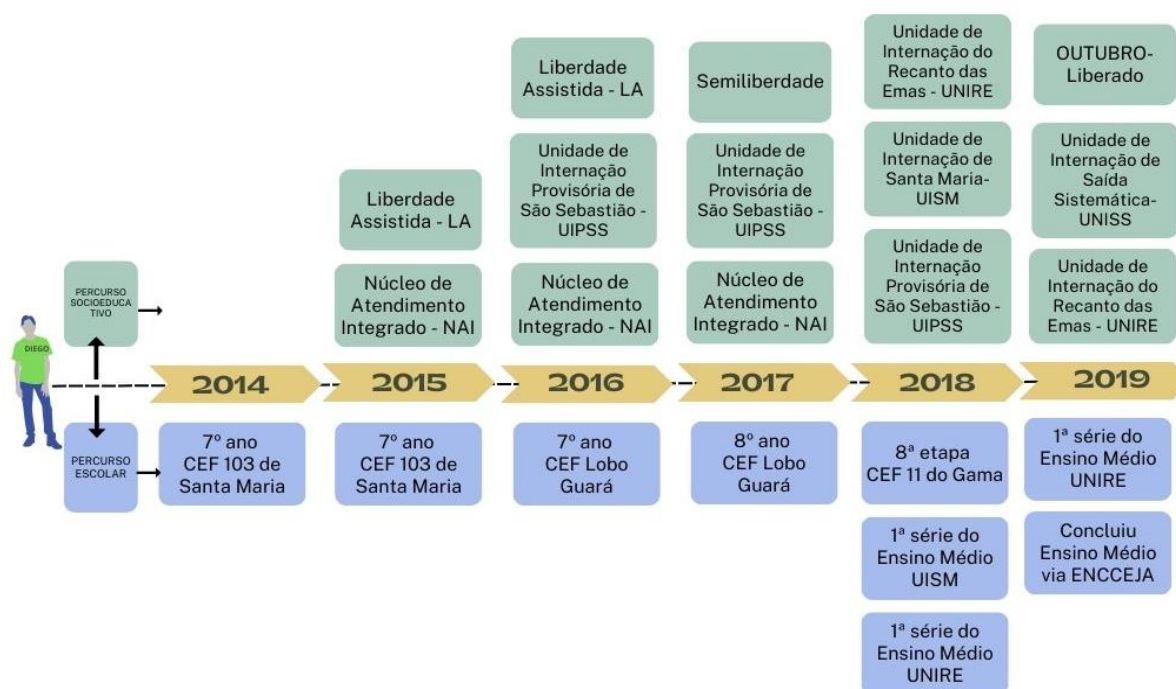 Unidade de
Internação do
Recanto das
Emas - UNIRE
OUTUBRO-
Liberado
Liberdade
Assistida - LA
Semiliberdade
Unidade de
Internação
Provisória de
São Sebastião -
UIPSS
Unidade de
Internação
Provisória de
São Sebastião -
UIPSS
Unidade de
Internação de
Santa Maria-
UISM
Unidade de
Internação de
Saída
Sistemática-
UNISS
Liberdade
Assistida - LA
Núcleo de
Atendimento
Integrado - NAI
Núcleo de
Atendimento
Integrado - NAI
Núcleo de
Atendimento
Integrado - NAI
Unidade de
Internação
Provisória de
São Sebastião -
UIPSS
Unidade de
Internação do
Recanto das
Emas - UNIRE
PERCURSO
SOCIOEDUCA
TIVO
DIEGO
2014
2015
2016
2017
2018
2019
PERCURSO
ESCOLAR
7º ano
CEF 103 de
Santa Maria
7º ano
CEF 103 de
Santa Maria
7º ano
CEF Lobo
Guará
8º ano
CEF Lobo
Guará
8ª etapa
CEF 11 do Gama
1ª série do
Ensino Médio
UNIRE
1ª série do
Ensino Médio
UISM
Concluiu
Ensino Médio
via ENCCEJA
1ª série do
Ensino Médio
UNIRE